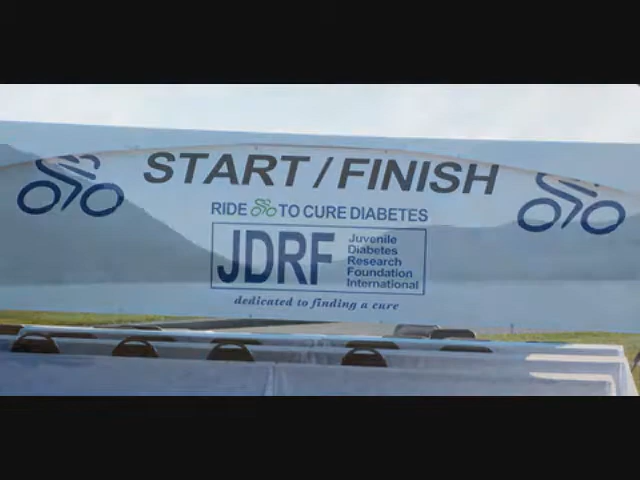 START/FINISH
RIDE TO CURE DIABETES
JDRF
Juvenile
Diabetes
Research
Foundation
International
dedicated to finding a cure